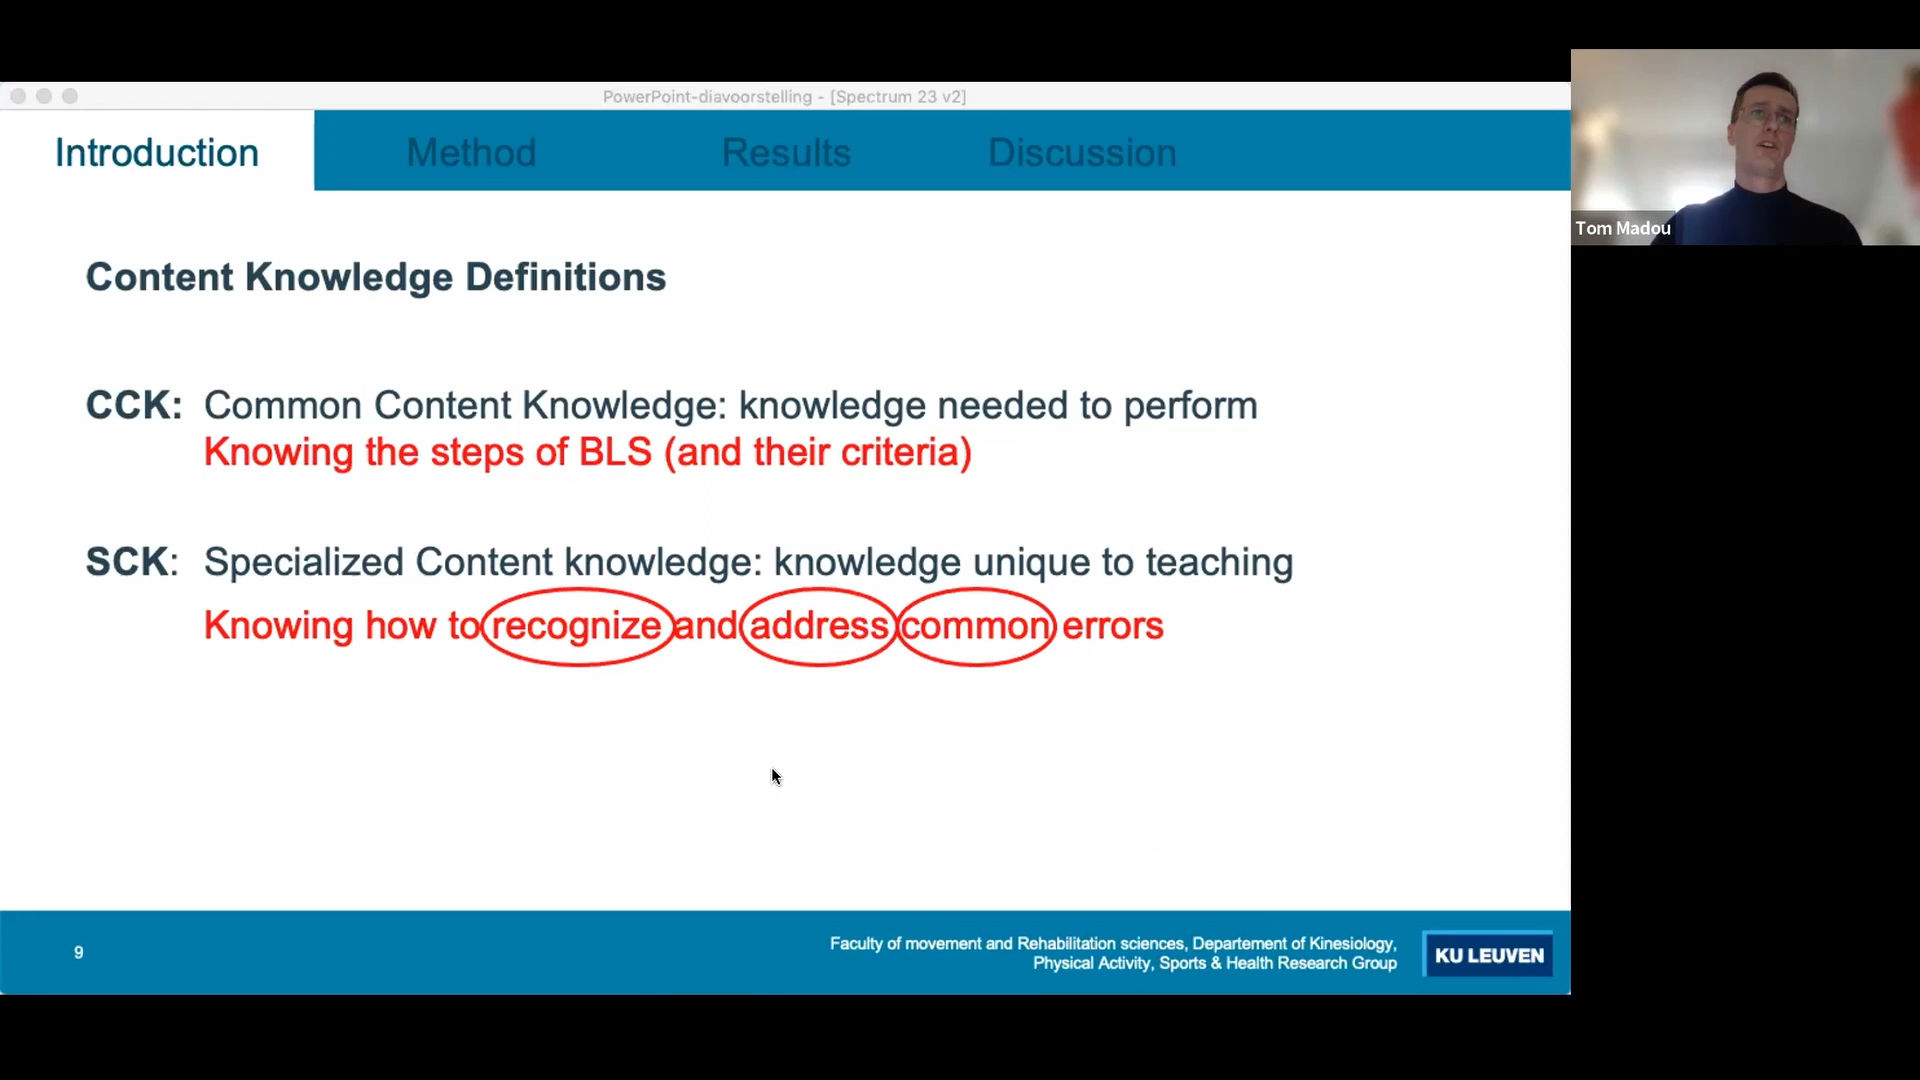 PowerPoint-diavoorstelling - [Spectrum 23 v2]
Introduction Method Results Discussion
Tom Madou
Content Knowledge Definitions
CCK: Common Content Knowledge: knowledge needed to perform
Knowing the steps of BLS (and their criteria)
SCK: Specialized Content knowledge: knowledge unique to teaching
Knowing how to recognize and address common errors
9
Faculty of movement and Rehabilitation sciences, Departement of Kinesiology,
Physical Activity, Sports & Health Research Group
KU LEUVEN